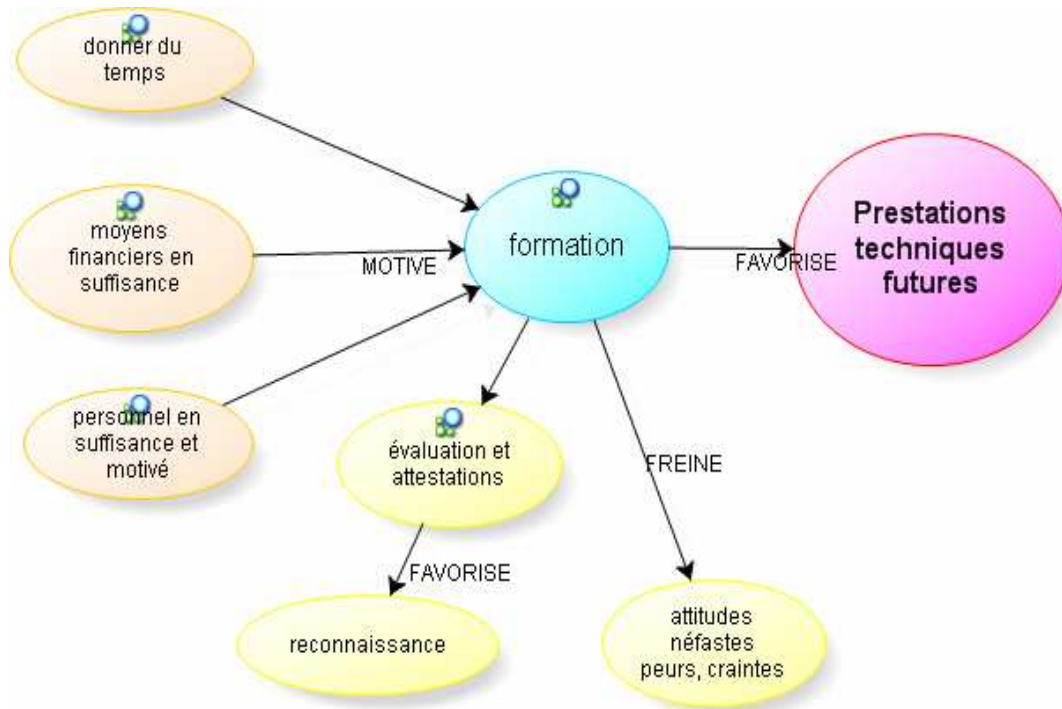 donner du
temps
moyens
financiers en
suffisance
MOTIVE
formation
FAVORISE
Prestations
techniques
futures
personnel en
suffisance et
motivé
évaluation et
attestations
FREINE
FAVORISE
reconnaissance
attitudes
néfastes
peurs, craintes